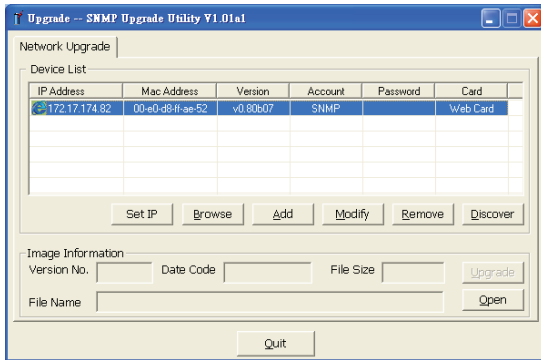 Upgrade -- SNMP Upgrade Utility V1.01a1
Network Upgrade
Device List
IP Address Mac Address Version Account Password Card
172.17.174.82 00-e0-d8-ff-ae-52 v0.80b07 SNMP Web Card
Set IP Browse Add Modify Remove Discover
Image Information
Version No. Date Code File Size Upgrade
File Name Open
Quit